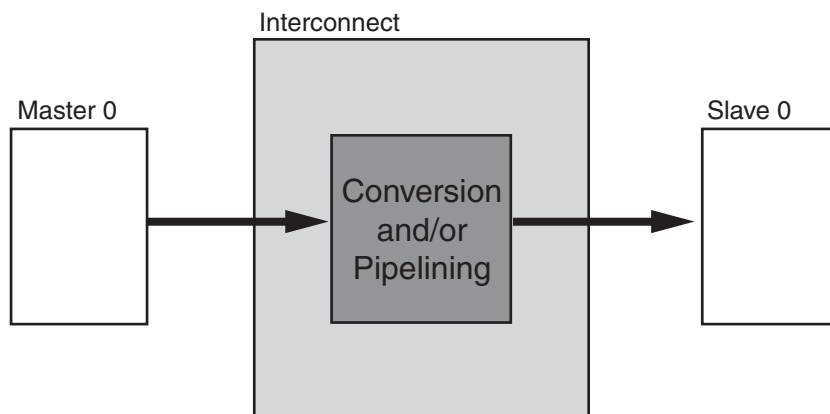 Interconnect
Master 0
Slave 0
Conversion
and/or
Pipelining